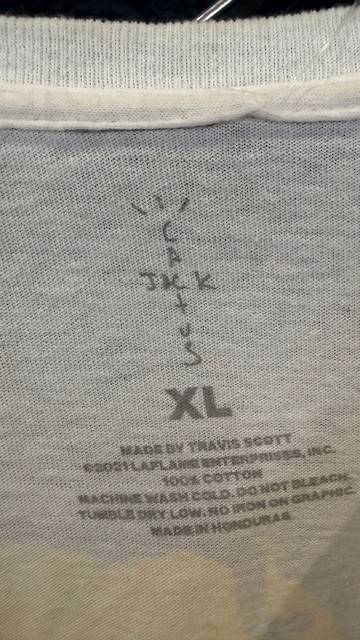 CACTUS
JACK
XL
MADE BY TRAVIS SCOTT
©2021 LAFLAME ENTERPRISES, INC.
100% COTTON
MACHINE WASH COLD. DO NOT BLEACH.
TUMBLE DRY LOW. NO IRON ON GRAPHIC
MADE IN HONDURAS